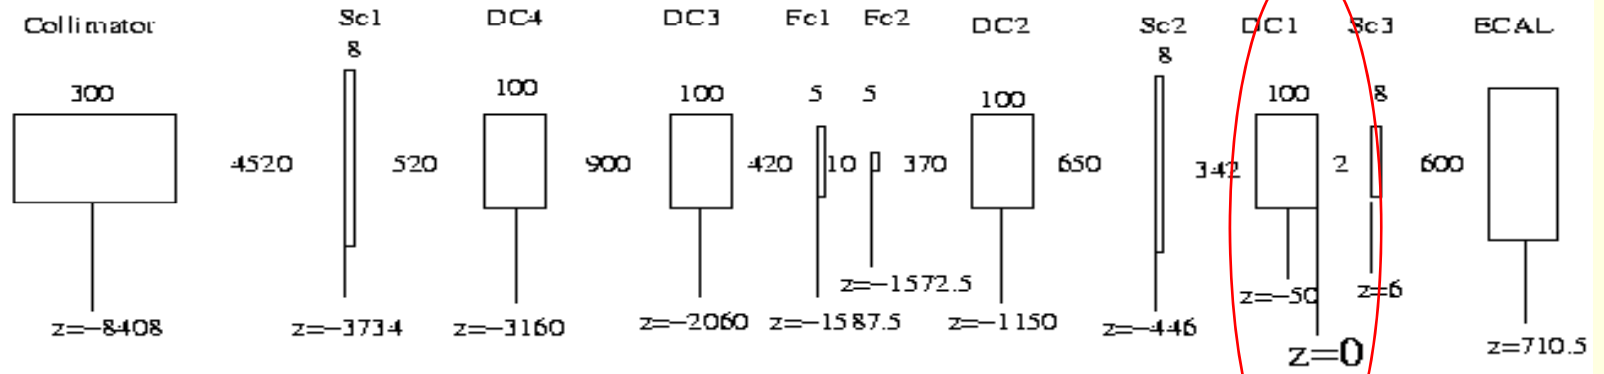 Collimator Sc1 DC4 DC3 Fc1 Fc2 DC2 Sc2 DC1 Sc3 ECAL
8 8
300 100 100 5 5 100 100 8
4520 520 900 420 10 370 650 342 2 600
z=-1572.5 z=-50 z=6
z=-8408 z=-3734 z=-3160 z=-2060 z=-1587.5 z=-1150 z=-446
z=0 z=710.5